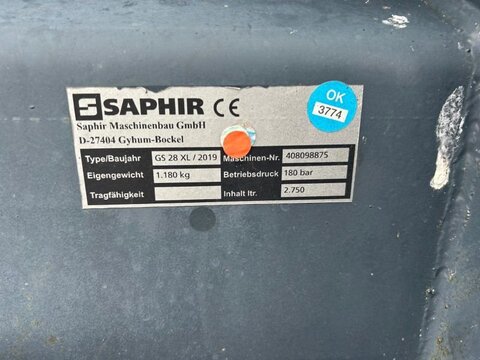 SAPHIR CE
Saphir Maschinenbau GmbH
D-27404 Gyhum-Bockel
Type/Baujahr GS 28 XL / 2019 Maschinen-Nr. 408098875
Eigengewicht 1.180 kg Betriebsdruck 180 bar
Tragfähigkeit Inhalt ltr. 2.750
OK
3774